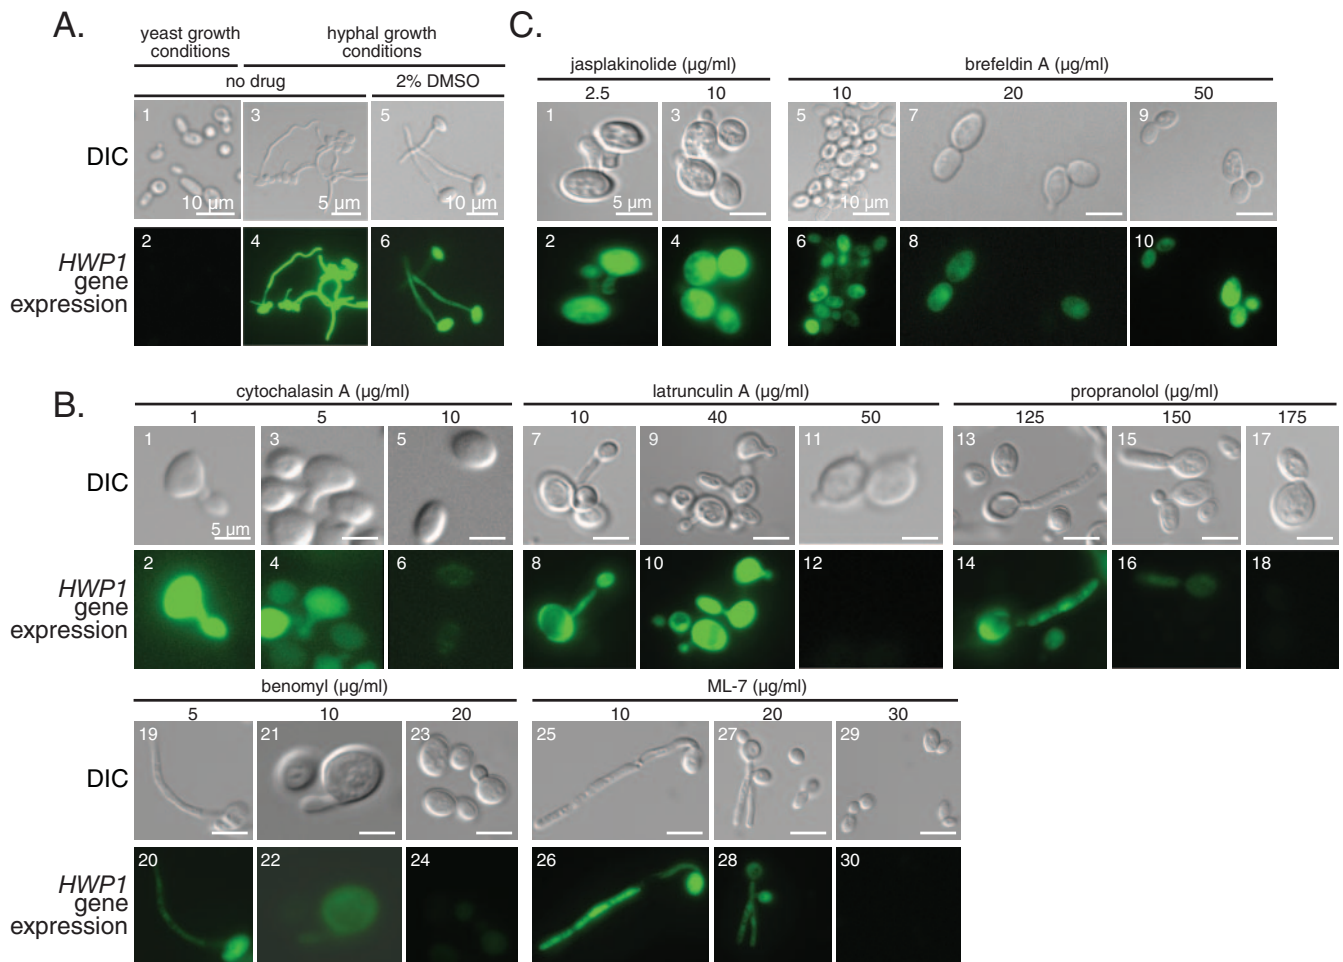 A.
yeast growth conditions
hyphal growth conditions
no drug
2% DMSO
DIC
1
3
5
10 µm
5 µm
10 µm
HWP1 gene expression
2
4
6
C.
jasplakinolide (µg/ml)
brefeldin A (µg/ml)
2.5
10
10
20
50
1
3
5
7
9
5 µm
10 µm
2
4
6
8
10
B.
cytochalasin A (µg/ml)
latrunculin A (µg/ml)
propranolol (µg/ml)
1
5
10
10
40
50
125
150
175
DIC
1
3
5
7
9
11
13
15
17
5 µm
HWP1 gene expression
2
4
6
8
10
12
14
16
18
benomyl (µg/ml)
ML-7 (µg/ml)
5
10
20
10
20
30
DIC
19
21
23
25
27
29
HWP1 gene expression
20
22
24
26
28
30